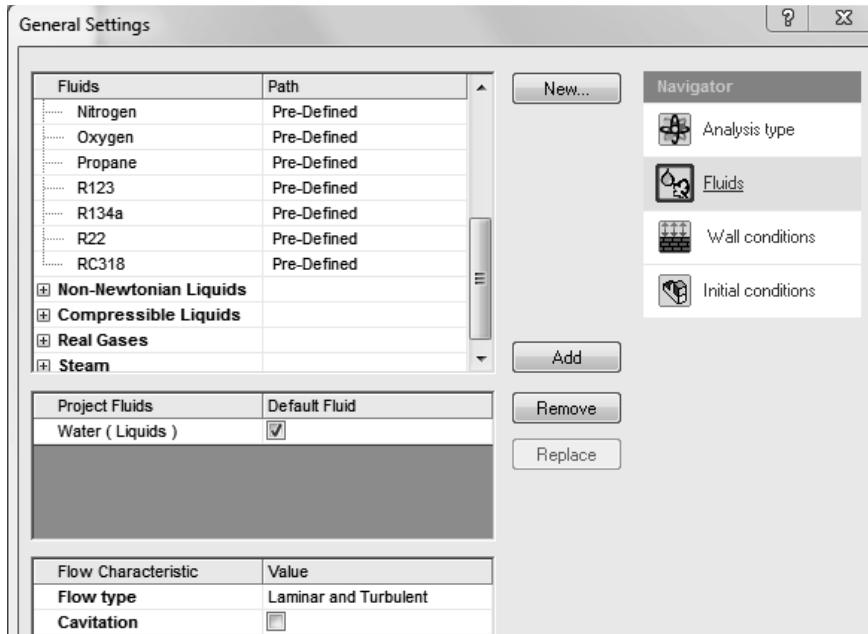 General Settings
Fluids Path
Nitrogen Pre-Defined
Oxygen Pre-Defined
Propane Pre-Defined
R123 Pre-Defined
R134a Pre-Defined
R22 Pre-Defined
RC318 Pre-Defined
Non-Newtonian Liquids
Compressible Liquids
Real Gases
Steam
New...
Add
Remove
Replace
Project Fluids Default Fluid
Water ( Liquids )
Flow Characteristic Value
Flow type Laminar and Turbulent
Cavitation
Navigator
Analysis type
Fluids
Wall conditions
Initial conditions